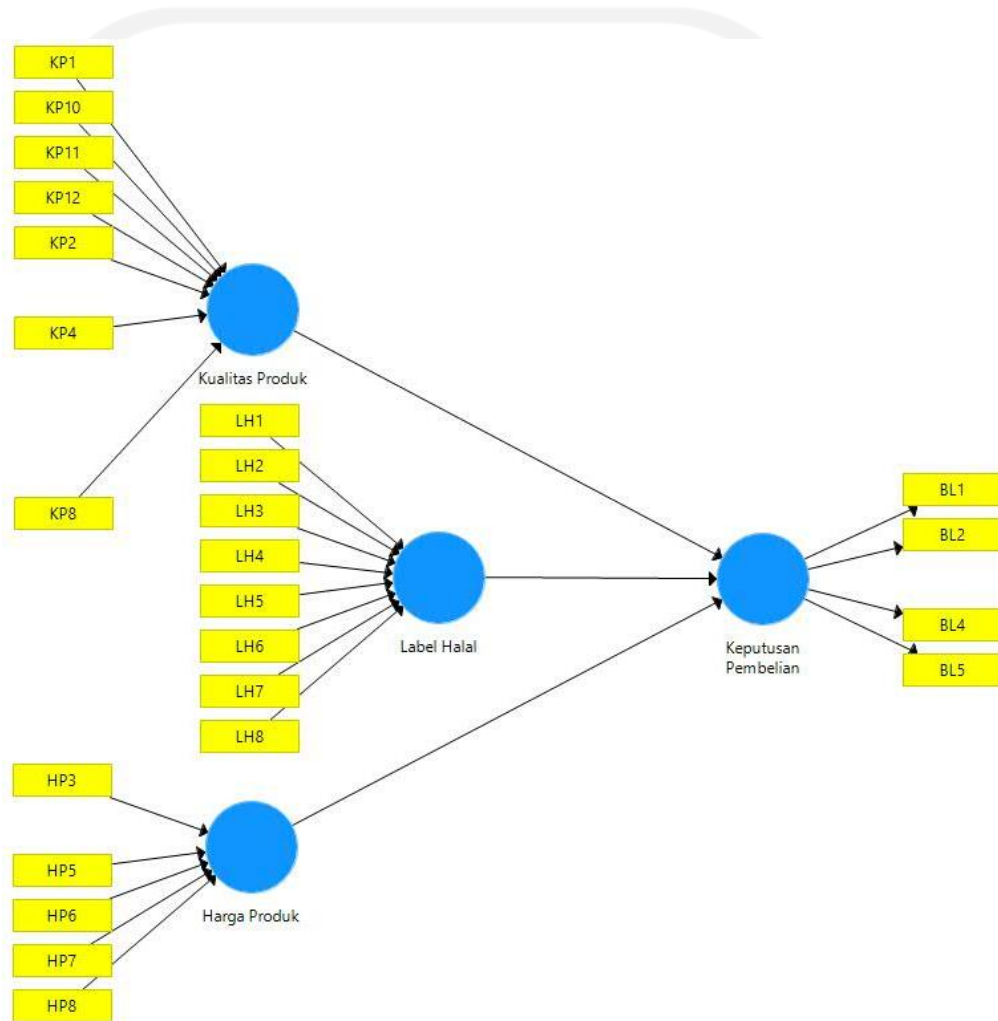 KP1
KP10
KP11
KP12
KP2
KP4
KP8
Kualitas Produk
LH1
LH2
LH3
LH4
LH5
LH6
LH7
LH8
Label Halal
HP3
HP5
HP6
HP7
HP8
Harga Produk
Keputusan
Pembelian
BL1
BL2
BL4
BL5